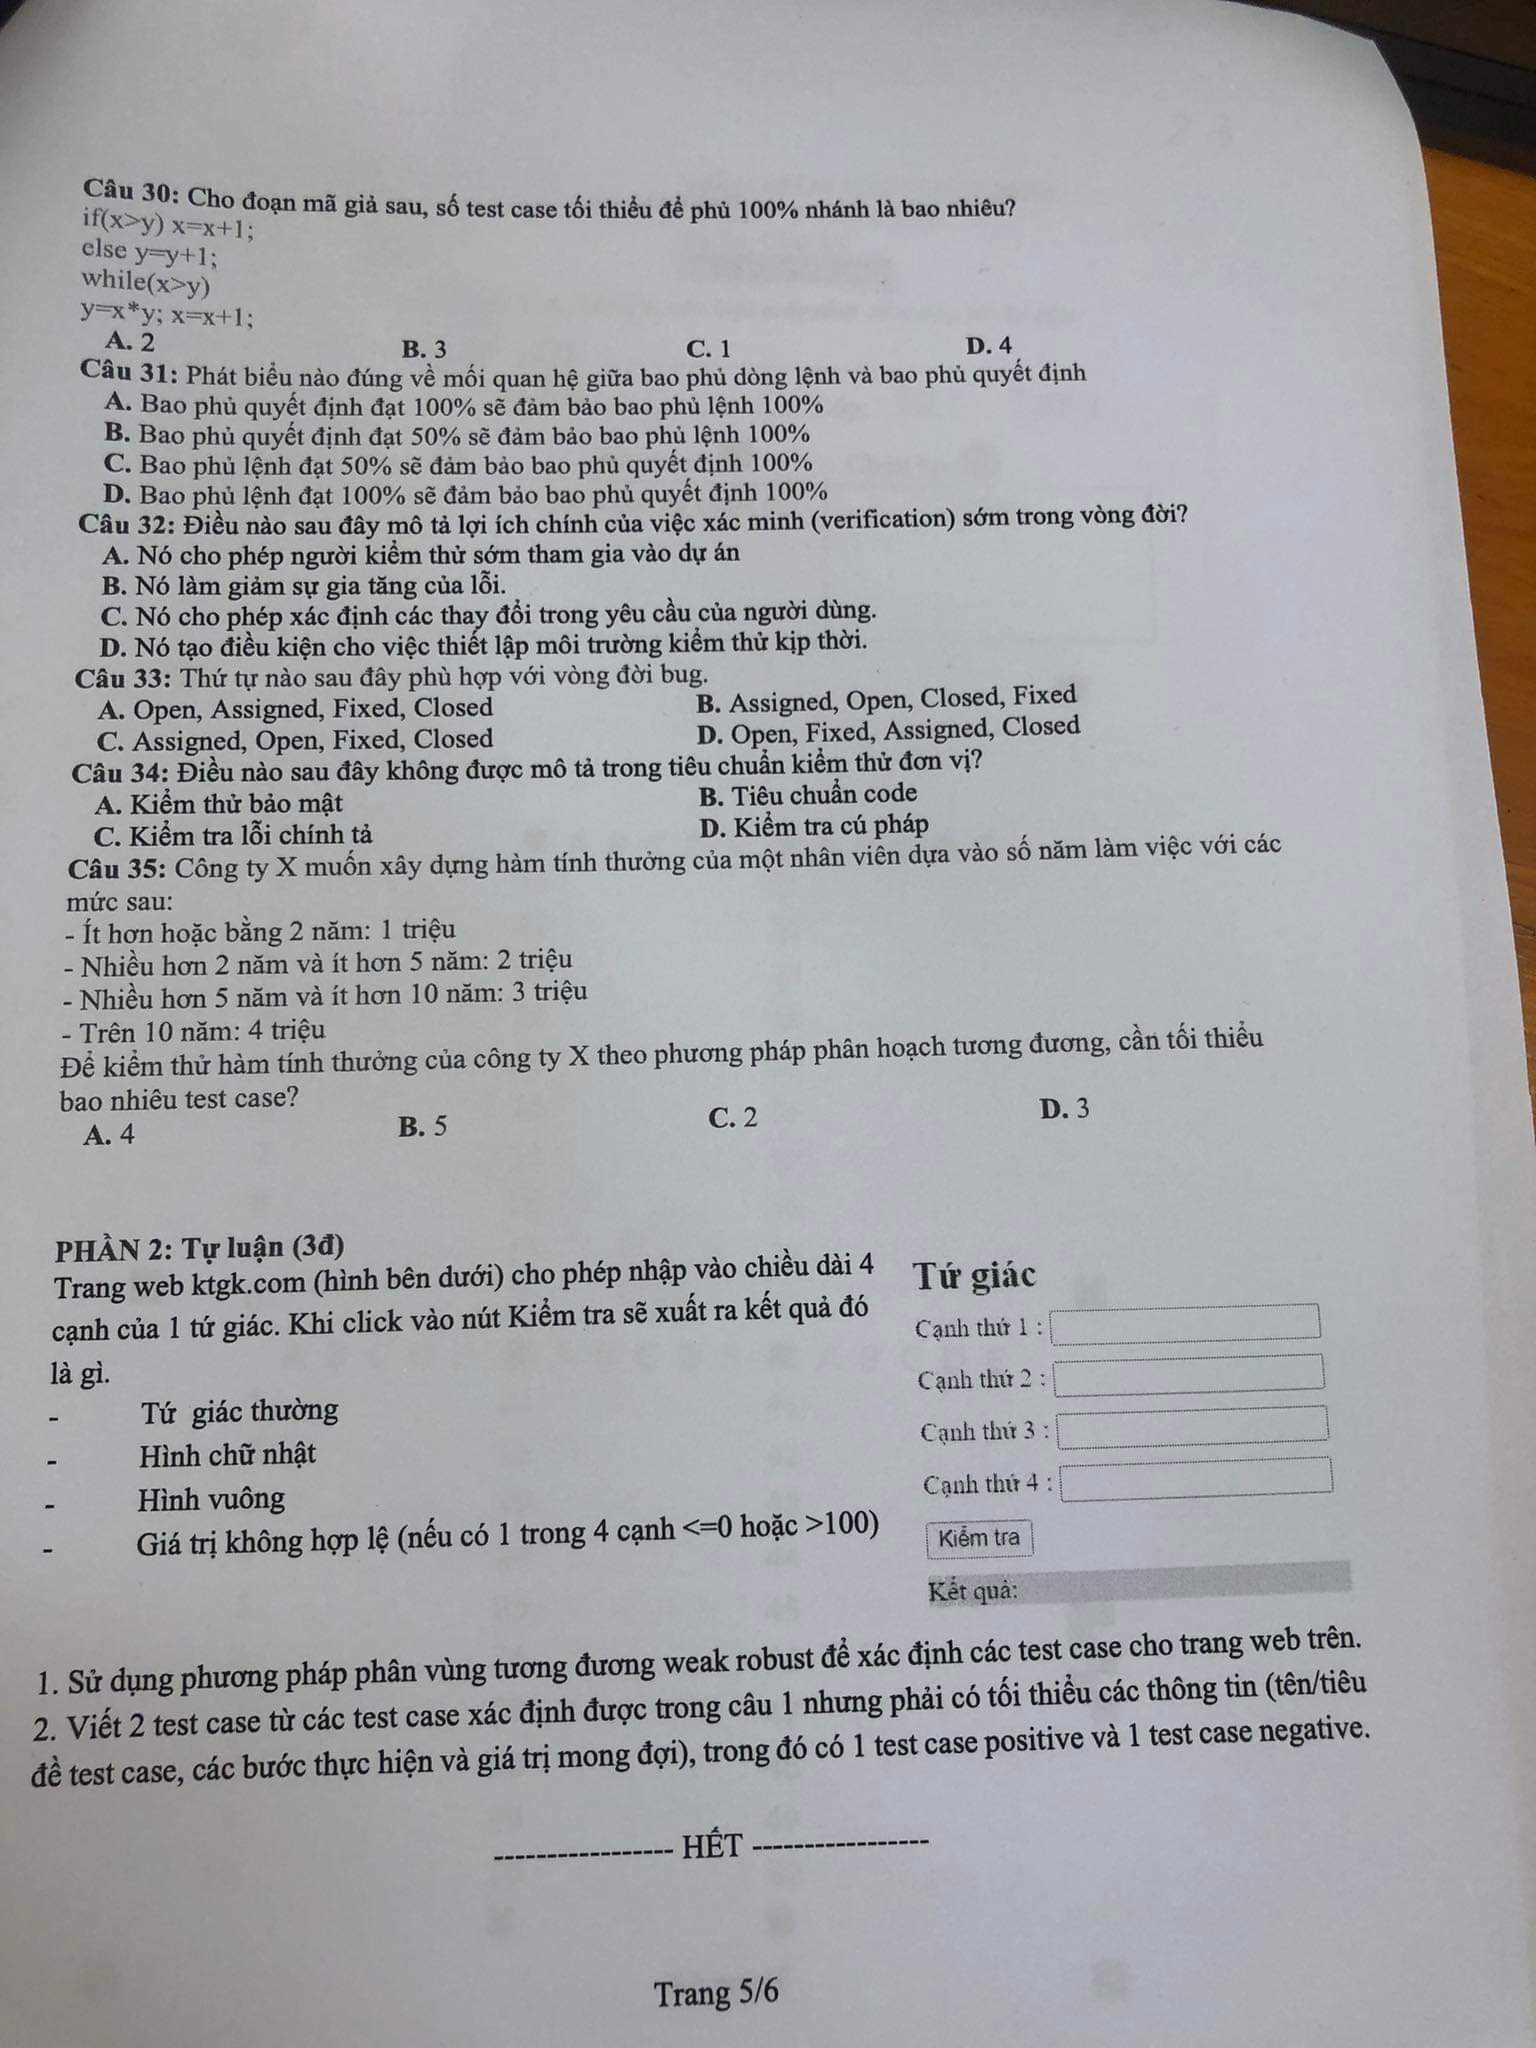 Câu 30: Cho đoạn mã giả sau, số test case tối thiểu để phủ 100% nhánh là bao nhiêu?
if(x>y) x=x+1;
else y=y+1;
while(x>y)
y=x*y; x=x+1;
A. 2 B. 3 C. 1 D. 4
Câu 31: Phát biểu nào đúng về mối quan hệ giữa bao phủ dòng lệnh và bao phủ quyết định
A. Bao phủ quyết định đạt 100% sẽ đảm bảo bao phủ lệnh 100%
B. Bao phủ quyết định đạt 50% sẽ đảm bảo bao phủ lệnh 100%
C. Bao phủ lệnh đạt 50% sẽ đảm bảo bao phủ quyết định 100%
D. Bao phủ lệnh đạt 100% sẽ đảm bảo bao phủ quyết định 100%
Câu 32: Điều nào sau đây mô tả lợi ích chính của việc xác minh (verification) sớm trong vòng đời?
A. Nó cho phép người kiểm thử sớm tham gia vào dự án
B. Nó làm giảm sự gia tăng của lỗi.
C. Nó cho phép xác định các thay đổi trong yêu cầu của người dùng.
D. Nó tạo điều kiện cho việc thiết lập môi trường kiểm thử kịp thời.
Câu 33: Thứ tự nào sau đây phù hợp với vòng đời bug.
A. Open, Assigned, Fixed, Closed B. Assigned, Open, Closed, Fixed
C. Assigned, Open, Fixed, Closed D. Open, Fixed, Assigned, Closed
Câu 34: Điều nào sau đây không được mô tả trong tiêu chuẩn kiểm thử đơn vị?
A. Kiểm thử bảo mật B. Tiêu chuẩn code
C. Kiểm tra lỗi chính tả D. Kiểm tra cú pháp
Câu 35: Công ty X muốn xây dựng hàm tính thưởng của một nhân viên dựa vào số năm làm việc với các
mức sau:
- Ít hơn hoặc bằng 2 năm: 1 triệu
- Nhiều hơn 2 năm và ít hơn 5 năm: 2 triệu
- Nhiều hơn 5 năm và ít hơn 10 năm: 3 triệu
- Trên 10 năm: 4 triệu
Để kiểm thử hàm tính thưởng của công ty X theo phương pháp phân hoạch tương đương, cần tối thiểu
bao nhiêu test case?
A. 4 B. 5 C. 2 D. 3
PHẦN 2: Tự luận (3đ)
Trang web ktgk.com (hình bên dưới) cho phép nhập vào chiều dài 4
cạnh của 1 tứ giác. Khi click vào nút Kiểm tra sẽ xuất ra kết quả đó
là gì.
- Tứ giác thường
- Hình chữ nhật
- Hình vuông
- Giá trị không hợp lệ (nếu có 1 trong 4 cạnh <=0 hoặc >100)
Tứ giác
Cạnh thứ 1 :
Cạnh thứ 2 :
Cạnh thứ 3 :
Cạnh thứ 4 :
Kiểm tra
Kết quả:
1. Sử dụng phương pháp phân vùng tương đương weak robust để xác định các test case cho trang web trên.
2. Viết 2 test case từ các test case xác định được trong câu 1 nhưng phải có tối thiểu các thông tin (tên/tiêu
đề test case, các bước thực hiện và giá trị mong đợi), trong đó có 1 test case positive và 1 test case negative.
----------------- HẾT -----------------
Trang 5/6